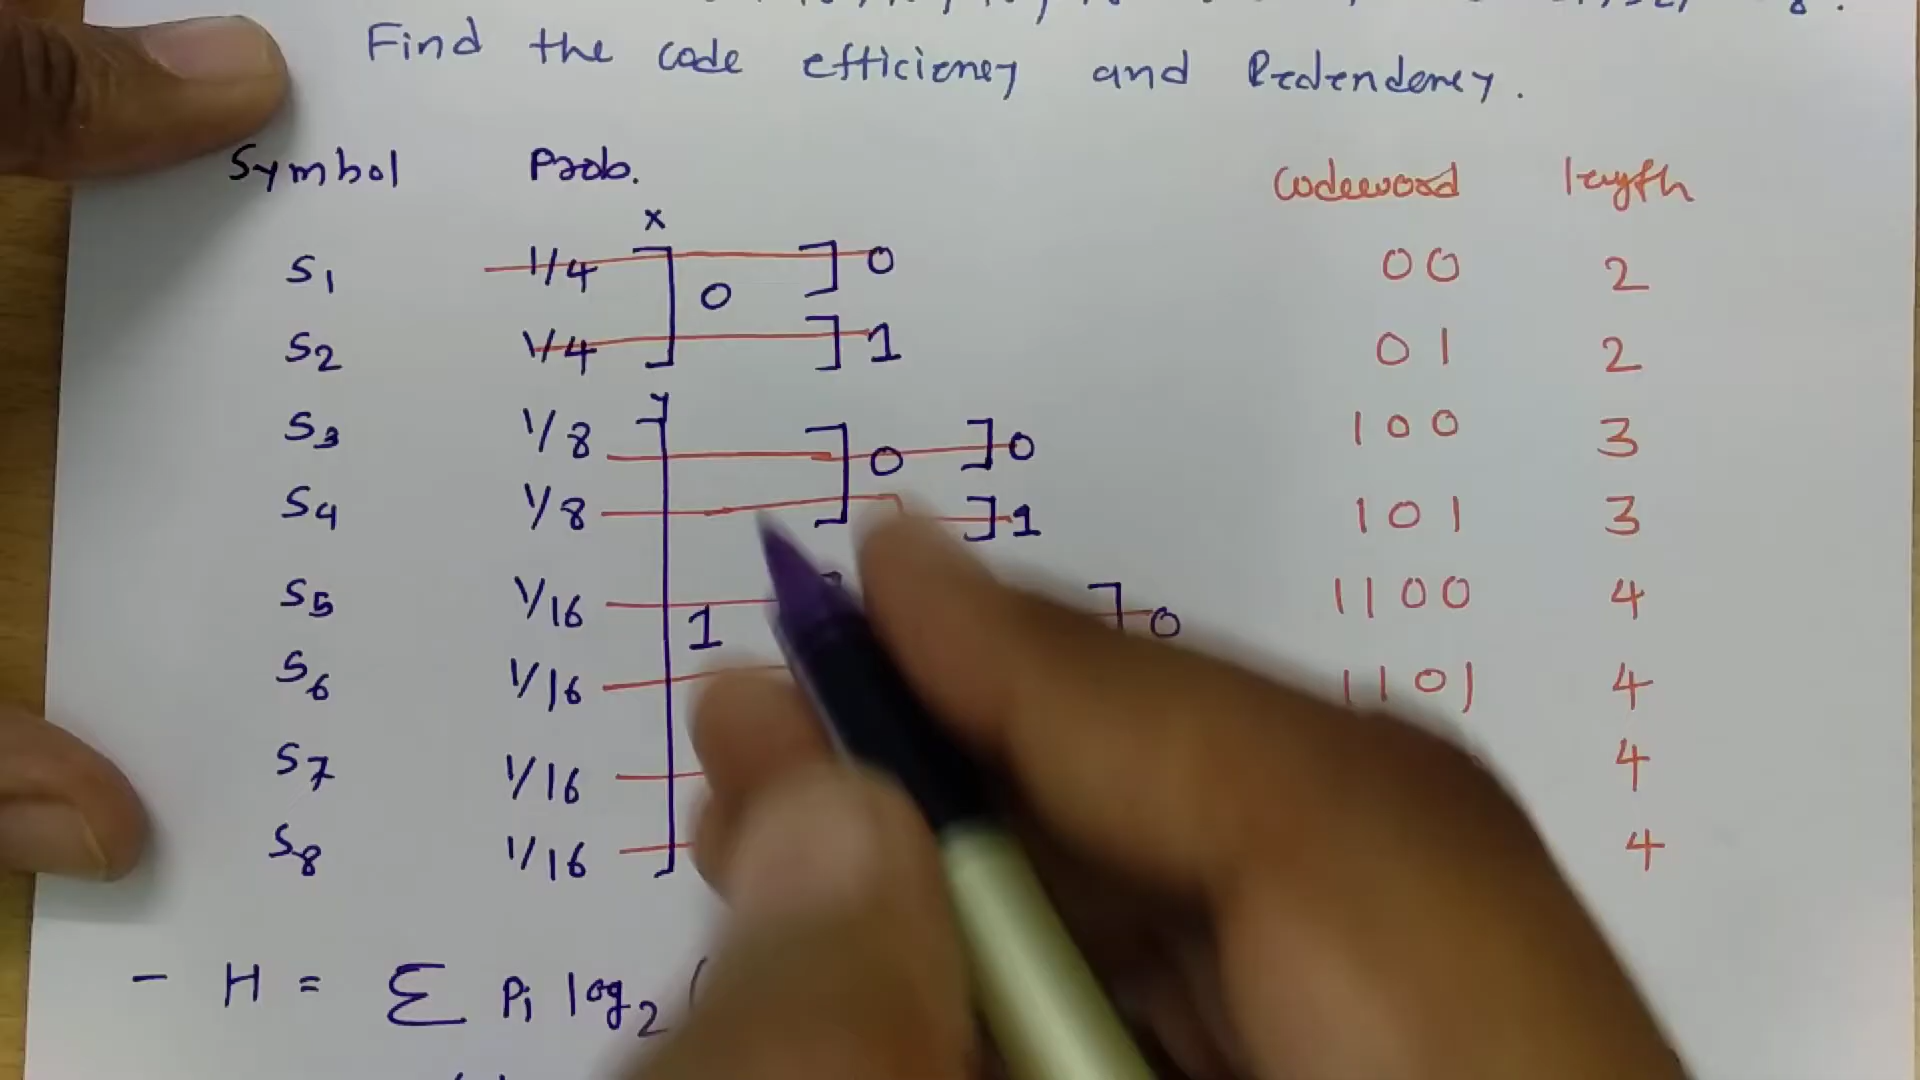 Find the code efficiency and Redendency.
Symbol Prob. codeword length
x
S1 1/4 0 0 00 2
S2 1/4 1 01 2
y
S3 1/8 0 0 100 3
S4 1/8 1 101 3
S5 1/16 1 0 1100 4
S6 1/16 1101 4
S7 1/16 4
S8 1/16 4
- H = Σ Pi log2 (